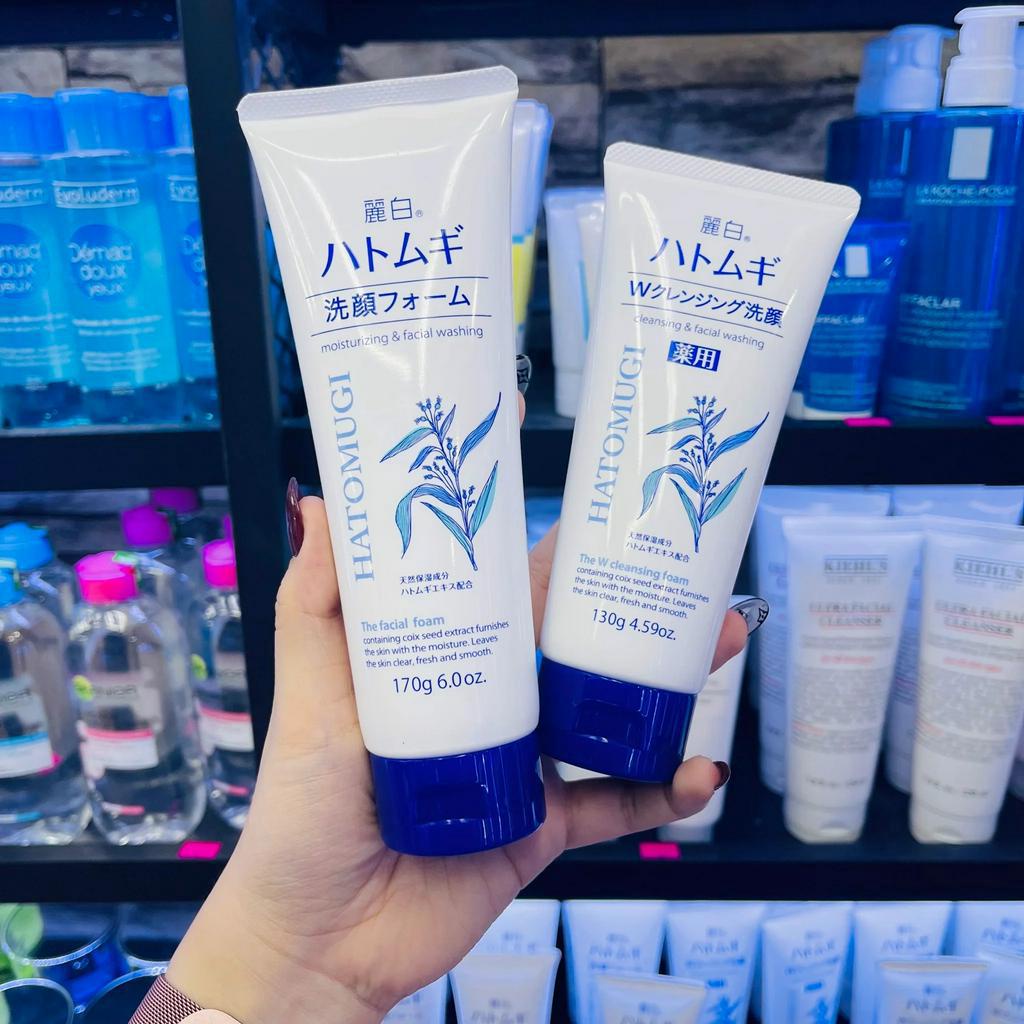 麗白®
ハトムギ
洗顔フォーム
moisturizing & facial washing
HATOMUGI
天然保湿成分
ハトムギエキス配合
The facial foam
containing coix seed extract furnishes
the skin with the moisture. Leaves
the skin clear, fresh and smooth.
170g 6.0oz.
麗白®
ハトムギ
Wクレンジング洗顔
cleansing & facial washing
薬用
HATOMUGI
天然保湿成分
ハトムギエキス配合
The W cleansing foam
containing coix seed extract furnishes
the skin with the moisture. Leaves
the skin clear, fresh and smooth.
130g 4.59oz.
Evoluderm
Démaq
doux
yeux
LA ROCHE-POSAY
EFFACLAR
KIEHL'S
ULTRA FACIAL
CLEANSER
KIEHL'S
ULTRA FACIAL
CLEANSER